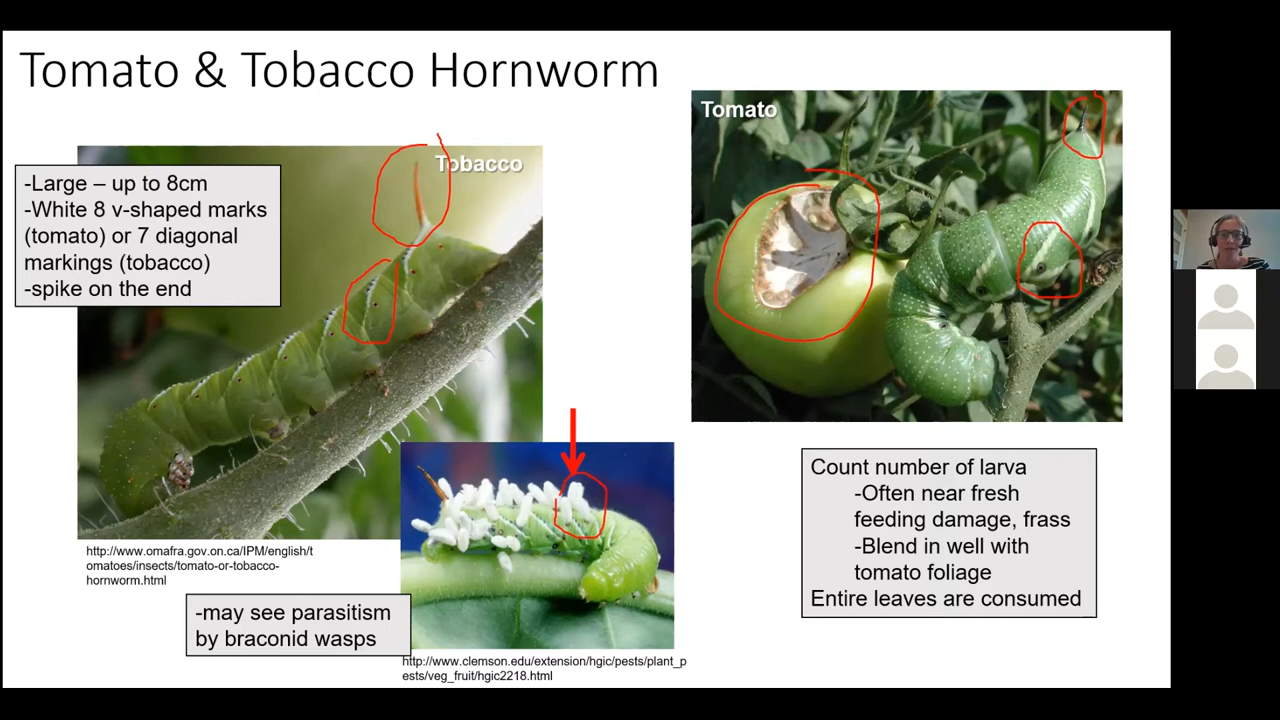 Tomato & Tobacco Hornworm
Tobacco
-Large – up to 8cm
-White 8 v-shaped marks
(tomato) or 7 diagonal
markings (tobacco)
-spike on the end
http://www.omafra.gov.on.ca/IPM/english/t
omatoes/insects/tomato-or-tobacco-
hornworm.html
-may see parasitism
by braconid wasps
http://www.clemson.edu/extension/hgic/pests/plant_p
ests/veg_fruit/hgic2218.html
Tomato
Count number of larva
-Often near fresh
feeding damage, frass
-Blend in well with
tomato foliage
Entire leaves are consumed